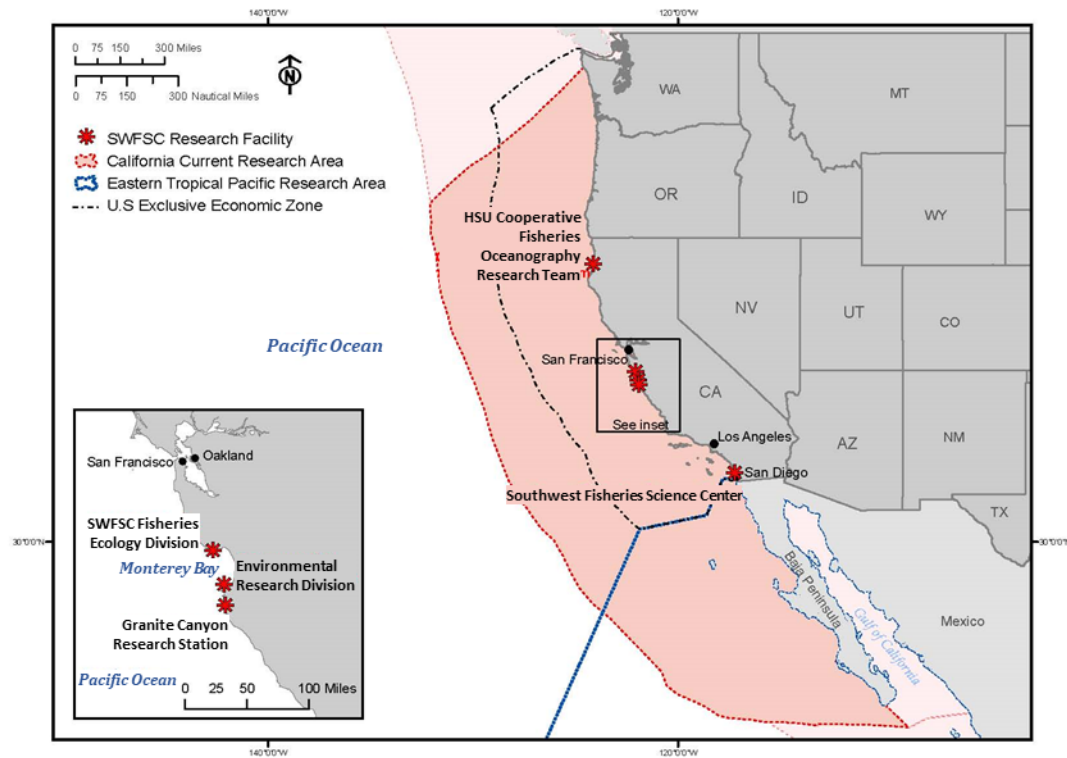 140°0'0"W
120°0'0"W
0 75 150 300 Miles
0 75 150 300 Nautical Miles
N
SWFSC Research Facility
California Current Research Area
Eastern Tropical Pacific Research Area
U.S Exclusive Economic Zone
WA
MT
OR
ID
WY
HSU Cooperative
Fisheries
Oceanography
Research Team
NV
UT
CO
Pacific Ocean
San Francisco
CA
See inset
Los Angeles
AZ
NM
San Diego
Southwest Fisheries Science Center
TX
30°0'0"N
30°0'0"N
Baja Peninsula
Gulf of California
Mexico
San Francisco
Oakland
SWFSC Fisheries
Ecology Division
Monterey Bay
Environmental
Research Division
Granite Canyon
Research Station
Pacific Ocean
0 25 50 100 Miles
140°0'0"W
120°0'0"W